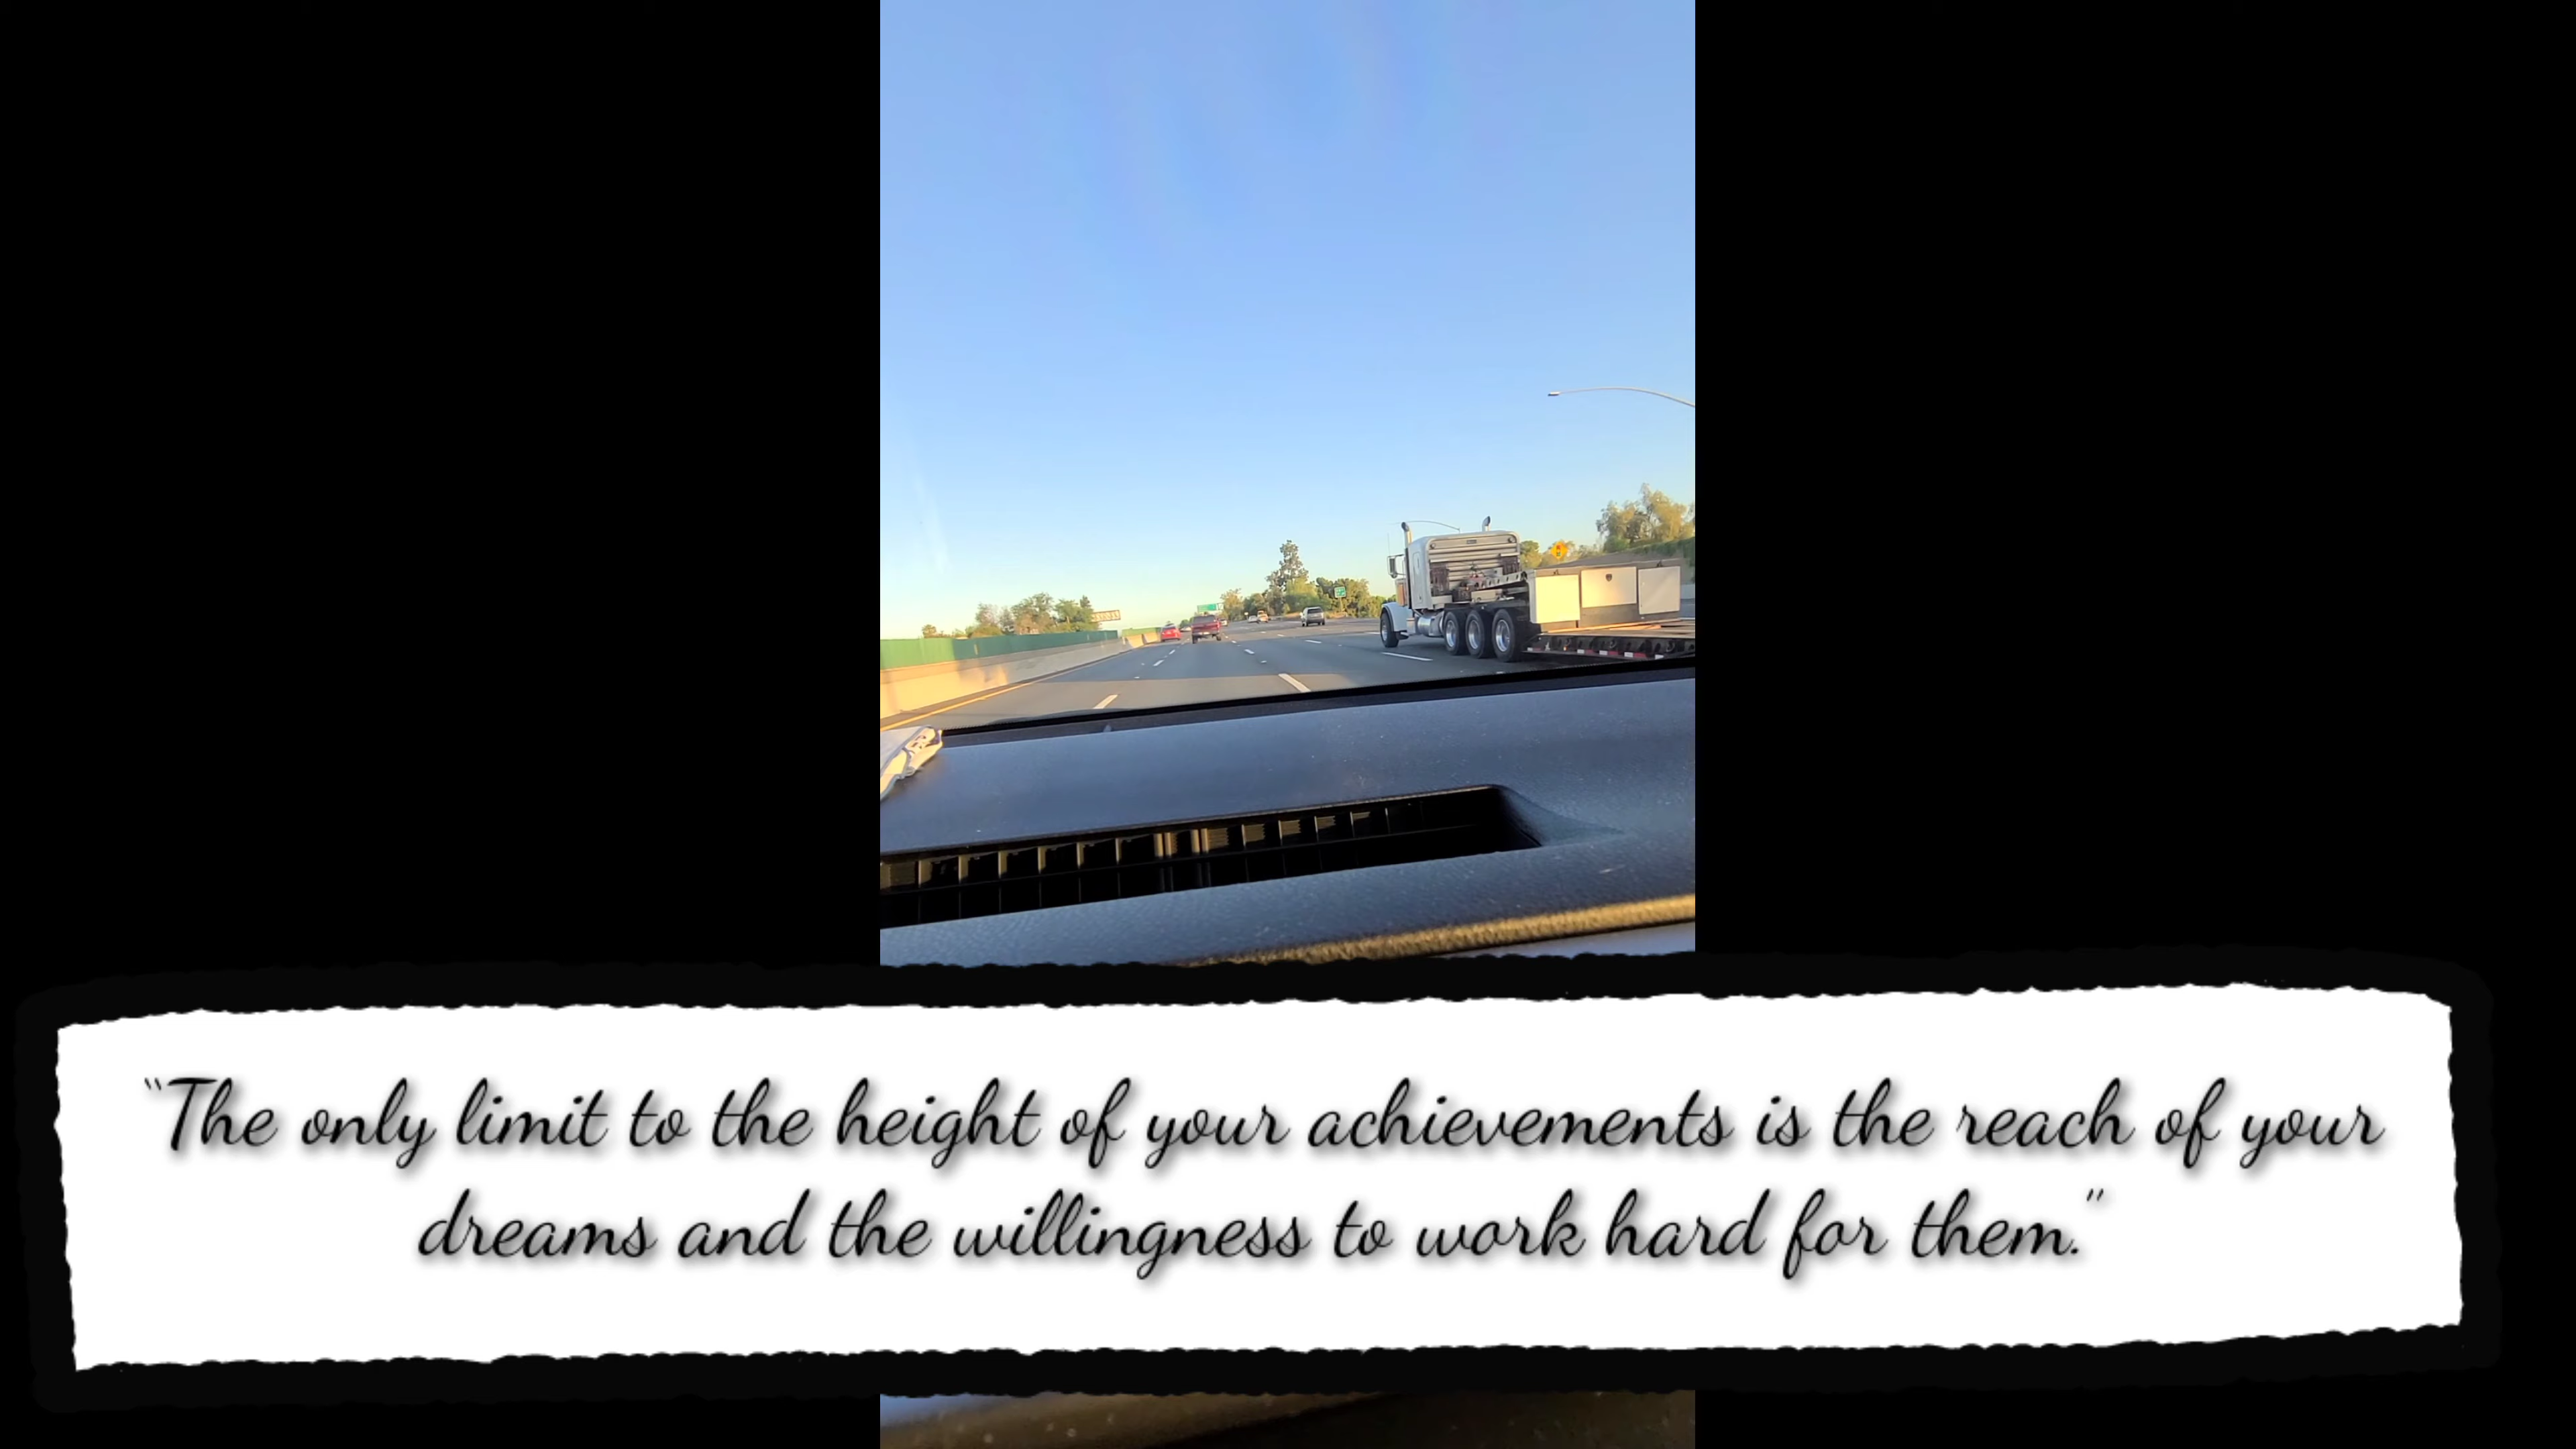 “The only limit to the height of your achievements is the reach of your
dreams and the willingness to work hard for them.”